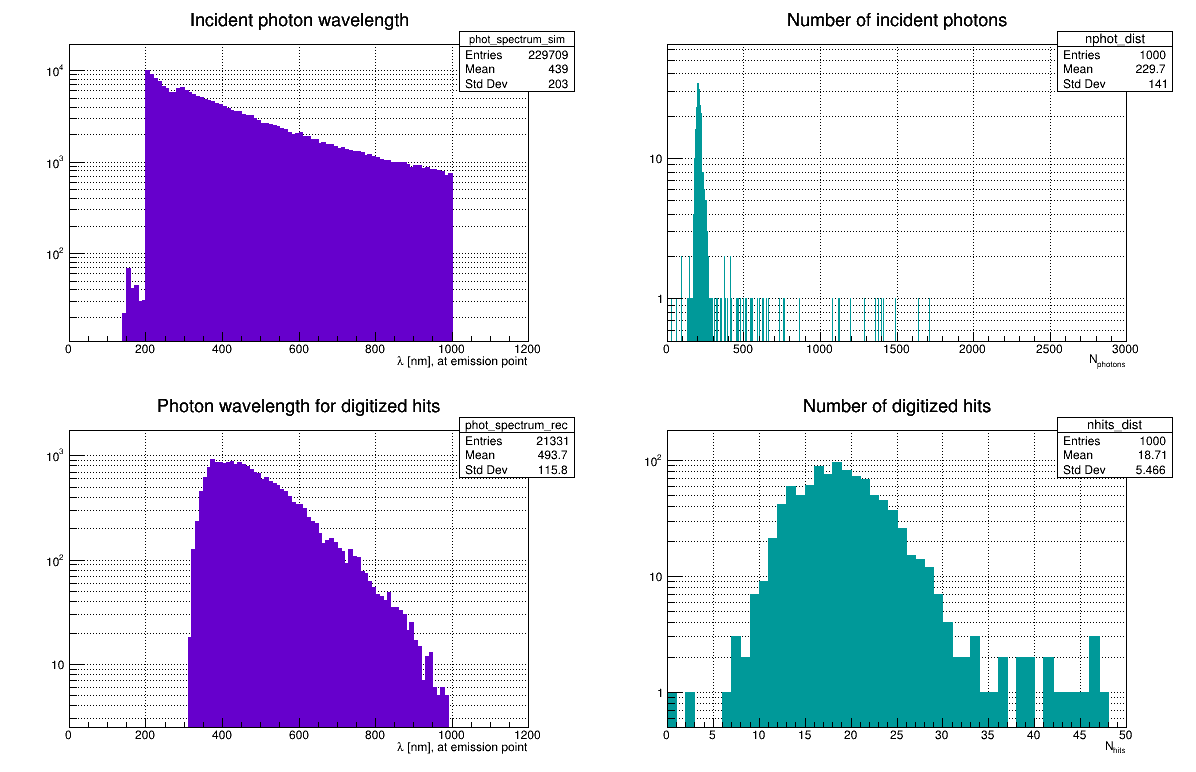 Incident photon wavelength
phot_spectrum_sim
Entries 229709
Mean 439
Std Dev 203
10^4
10^3
10^2
0 200 400 600 800 1000 1200
λ [nm], at emission point
Number of incident photons
nphot_dist
Entries 1000
Mean 229.7
Std Dev 141
10
1
0 500 1000 1500 2000 2500 3000
N_photons
Photon wavelength for digitized hits
phot_spectrum_rec
Entries 21331
Mean 493.7
Std Dev 115.8
10^3
10^2
10
0 200 400 600 800 1000 1200
λ [nm], at emission point
Number of digitized hits
nhits_dist
Entries 1000
Mean 18.71
Std Dev 5.466
10^2
10
1
0 5 10 15 20 25 30 35 40 45 50
N_hits